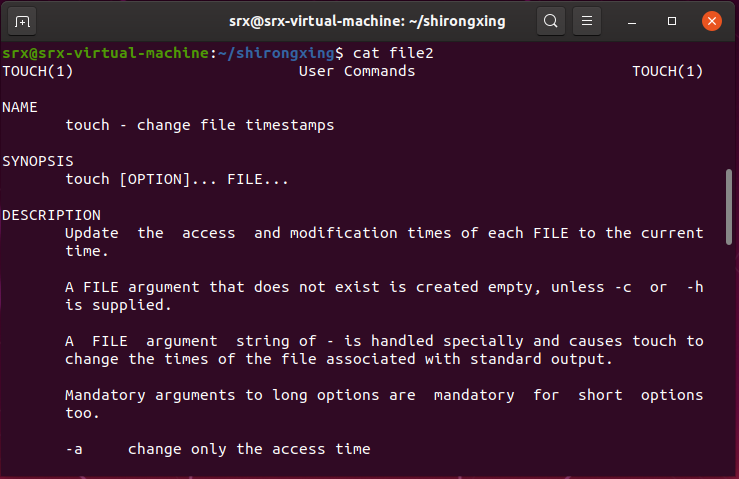 srx@srx-virtual-machine: ~/shirongxing
srx@srx-virtual-machine:~/shirongxing$ cat file2
TOUCH(1)                         User Commands                        TOUCH(1)
NAME
       touch - change file timestamps
SYNOPSIS
       touch [OPTION]... FILE...
DESCRIPTION
       Update  the  access  and modification times of each FILE to the current
       time.
       A FILE argument that does not exist is created empty, unless -c  or  -h
       is supplied.
       A  FILE  argument  string of - is handled specially and causes touch to
       change the times of the file associated with standard output.
       Mandatory arguments to long options are  mandatory  for  short  options
       too.
       -a     change only the access time